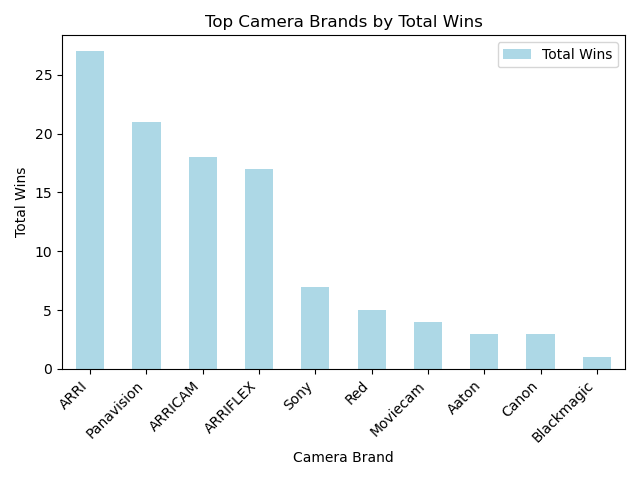 Top Camera Brands by Total Wins
Total Wins
25
20
15
10
5
0
Total Wins
ARRI
Panavision
ARRICAM
ARRIFLEX
Sony
Red
Moviecam
Aaton
Canon
Blackmagic
Camera Brand